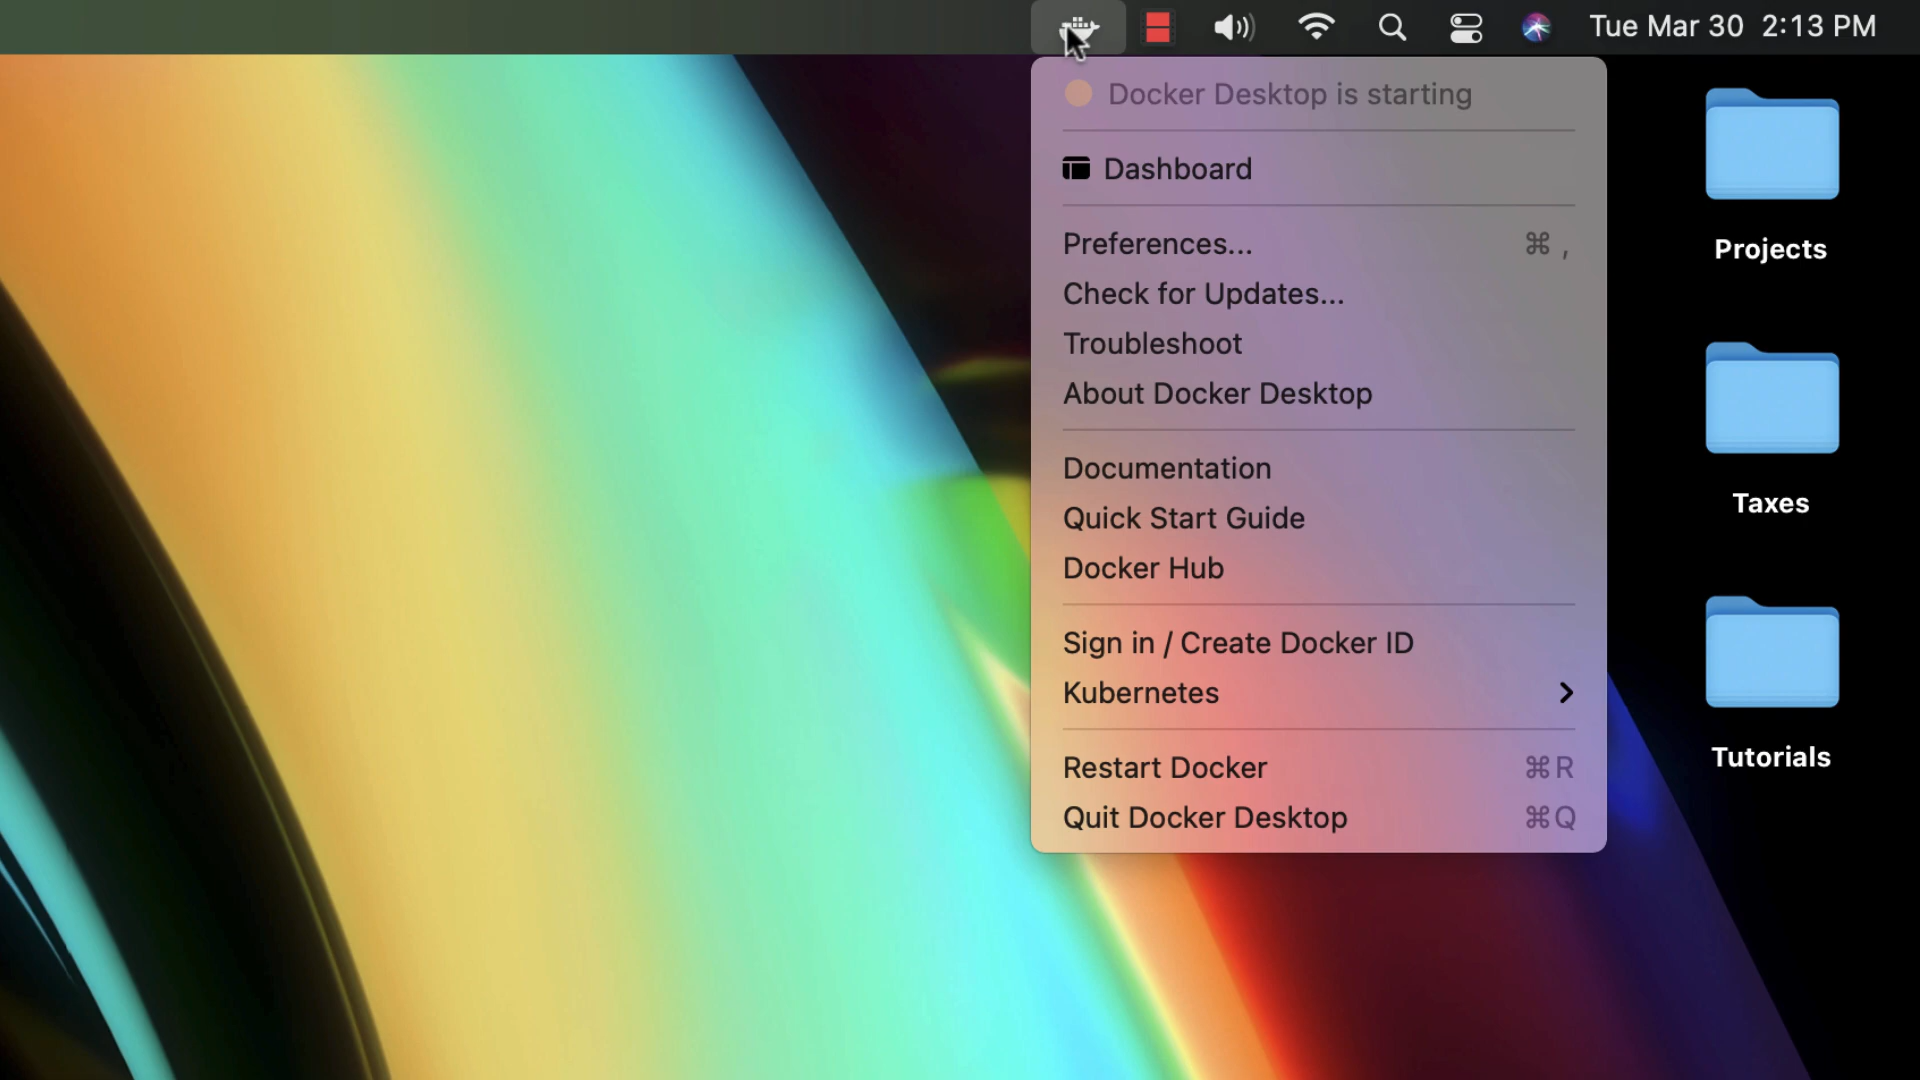 Tue Mar 30 2:13 PM
Docker Desktop is starting
Dashboard
Preferences... ⌘ ,
Check for Updates...
Troubleshoot
About Docker Desktop
Documentation
Quick Start Guide
Docker Hub
Sign in / Create Docker ID
Kubernetes
Restart Docker ⌘R
Quit Docker Desktop ⌘Q
Projects
Taxes
Tutorials